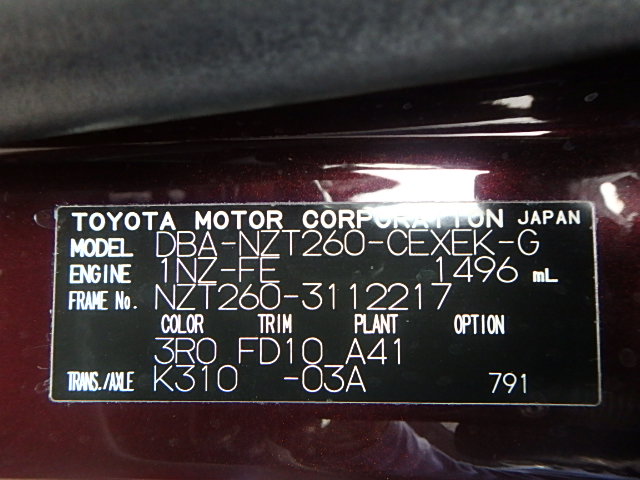 TOYOTA MOTOR CORPORATION JAPAN
MODEL DBA-NZT260-CEXEK-G
ENGINE 1NZ-FE 1496 mL
FRAME No. NZT260-3112217
COLOR TRIM PLANT OPTION
3R0 FD10 A41
TRANS./AXLE K310 -03A 791